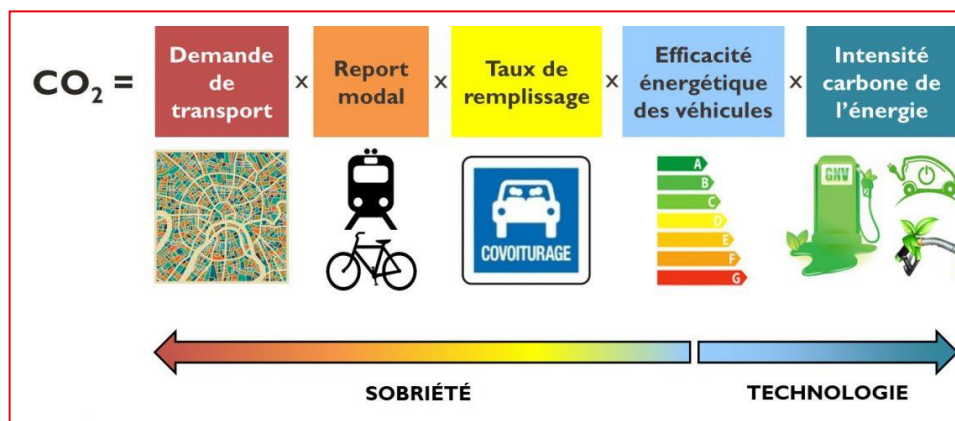 CO₂ =
Demande
de
transport
x
Report
modal
x
Taux de
remplissage
x
Efficacité
énergétique
des véhicules
x
Intensité
carbone de
l'énergie
COVOITURAGE
A
B
C
D
E
F
G
GNV
SOBRIÉTÉ
TECHNOLOGIE